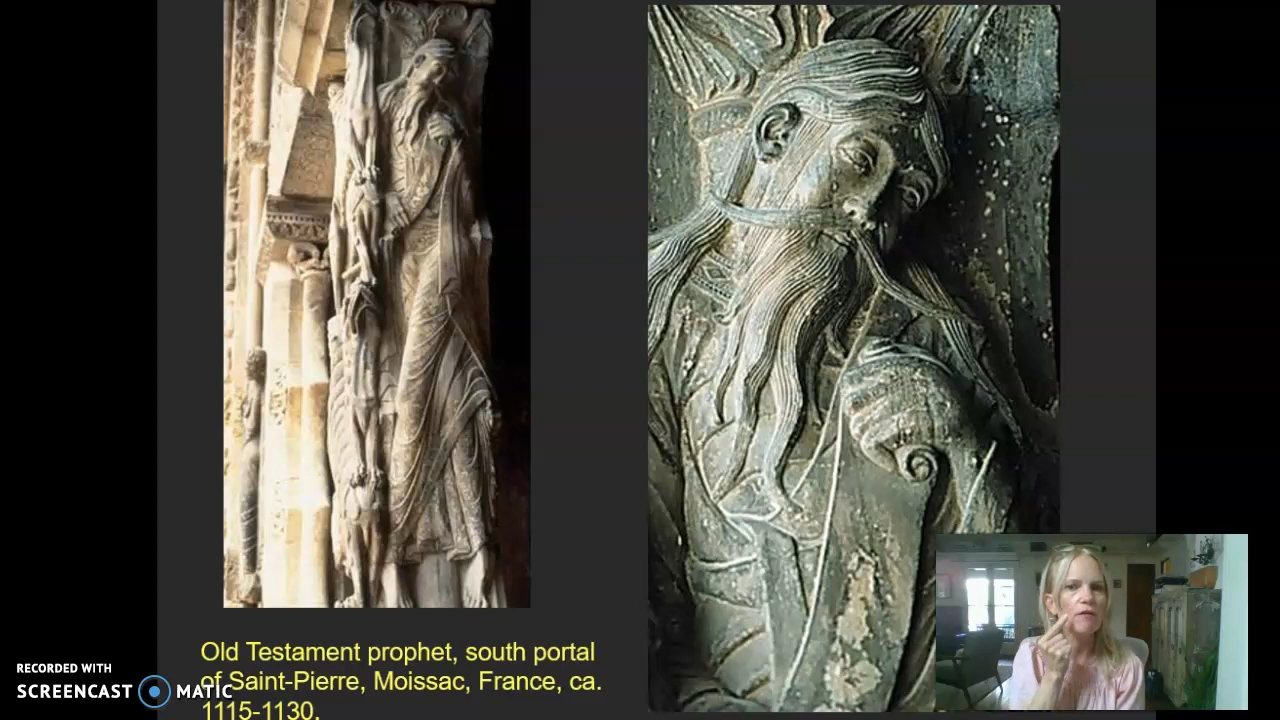 Old Testament prophet, south portal
of Saint-Pierre, Moissac, France, ca.
1115-1130.
RECORDED WITH
SCREENCAST MATIC